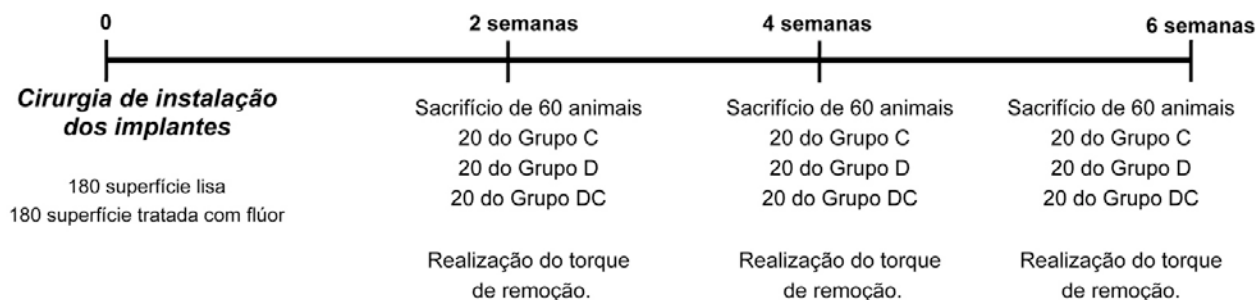 0
2 semanas
4 semanas
6 semanas
Cirurgia de instalação
dos implantes
180 superfície lisa
180 superfície tratada com flúor
Sacrifício de 60 animais
20 do Grupo C
20 do Grupo D
20 do Grupo DC
Realização do torque
de remoção.
Sacrifício de 60 animais
20 do Grupo C
20 do Grupo D
20 do Grupo DC
Realização do torque
de remoção.
Sacrifício de 60 animais
20 do Grupo C
20 do Grupo D
20 do Grupo DC
Realização do torque
de remoção.